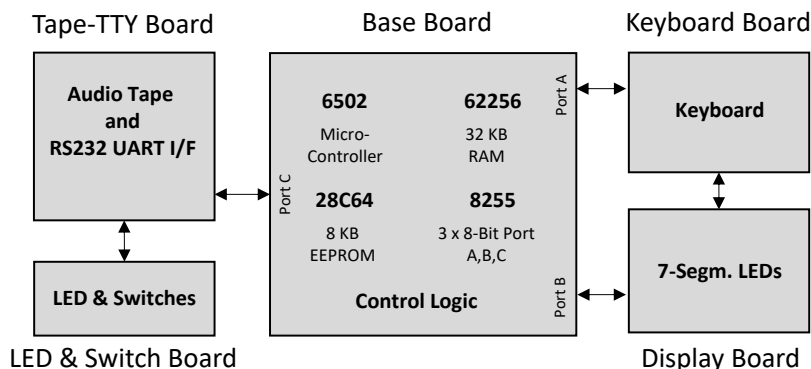 Tape-TTY Board
Base Board
Keyboard Board
Audio Tape
and
RS232 UART I/F
6502
Micro-
Controller
62256
32 KB
RAM
Port A
Keyboard
Port C
28C64
8 KB
EEPROM
8255
3 x 8-Bit Port
A,B,C
Control Logic
Port B
LED & Switches
7-Segm. LEDs
LED & Switch Board
Display Board